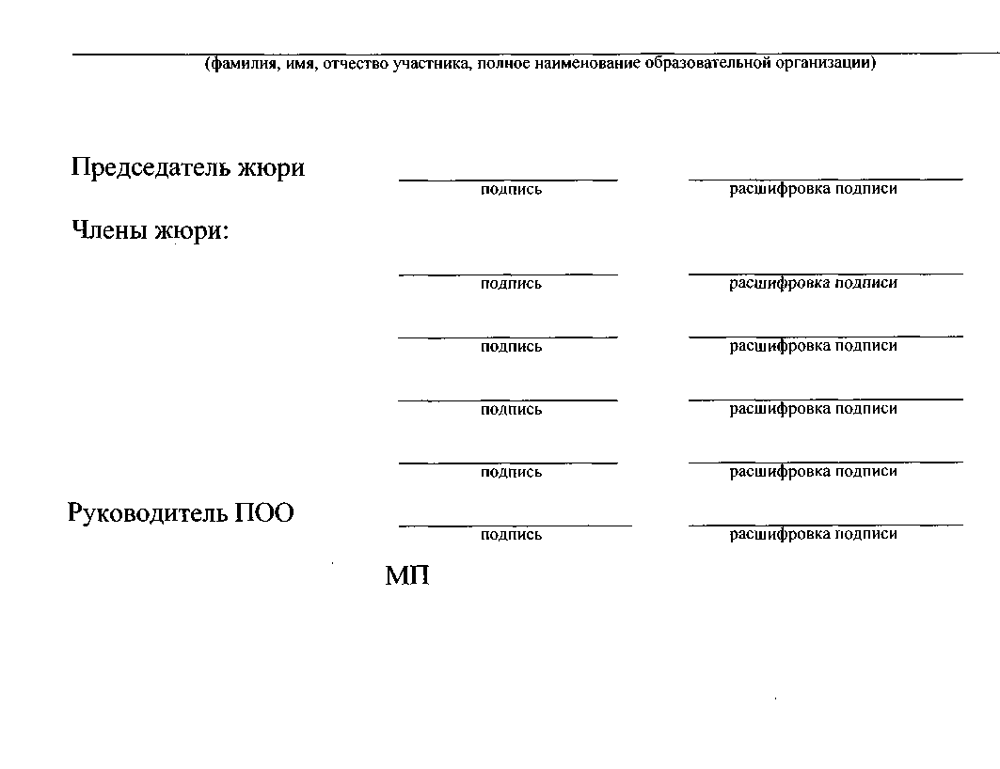 (фамилия, имя, отчество участника, полное наименование образовательной организации)
Председатель жюри
подпись расшифровка подписи
Члены жюри:
подпись расшифровка подписи
подпись расшифровка подписи
подпись расшифровка подписи
подпись расшифровка подписи
Руководитель ПОО
подпись расшифровка подписи
МП